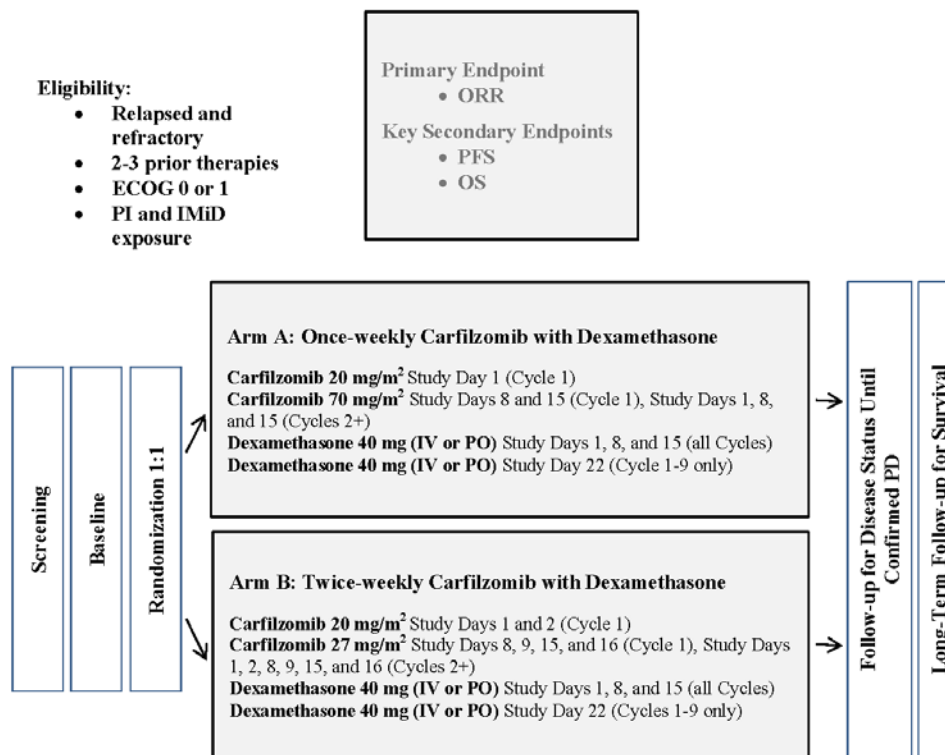 Eligibility:
• Relapsed and
refractory
• 2-3 prior therapies
• ECOG 0 or 1
• PI and IMiD
exposure
Primary Endpoint
• ORR
Key Secondary Endpoints
• PFS
• OS
Screening
Baseline
Randomization 1:1
Arm A: Once-weekly Carfilzomib with Dexamethasone
Carfilzomib 20 mg/m² Study Day 1 (Cycle 1)
Carfilzomib 70 mg/m² Study Days 8 and 15 (Cycle 1), Study Days 1, 8,
and 15 (Cycles 2+)
Dexamethasone 40 mg (IV or PO) Study Days 1, 8, and 15 (all Cycles)
Dexamethasone 40 mg (IV or PO) Study Day 22 (Cycle 1-9 only)
Arm B: Twice-weekly Carfilzomib with Dexamethasone
Carfilzomib 20 mg/m² Study Days 1 and 2 (Cycle 1)
Carfilzomib 27 mg/m² Study Days 8, 9, 15, and 16 (Cycle 1), Study Days
1, 2, 8, 9, 15, and 16 (Cycles 2+)
Dexamethasone 40 mg (IV or PO) Study Days 1, 8, and 15 (all Cycles)
Dexamethasone 40 mg (IV or PO) Study Day 22 (Cycles 1-9 only)
Follow-up for Disease Status Until
Confirmed PD
Long-Term Follow-up for Survival